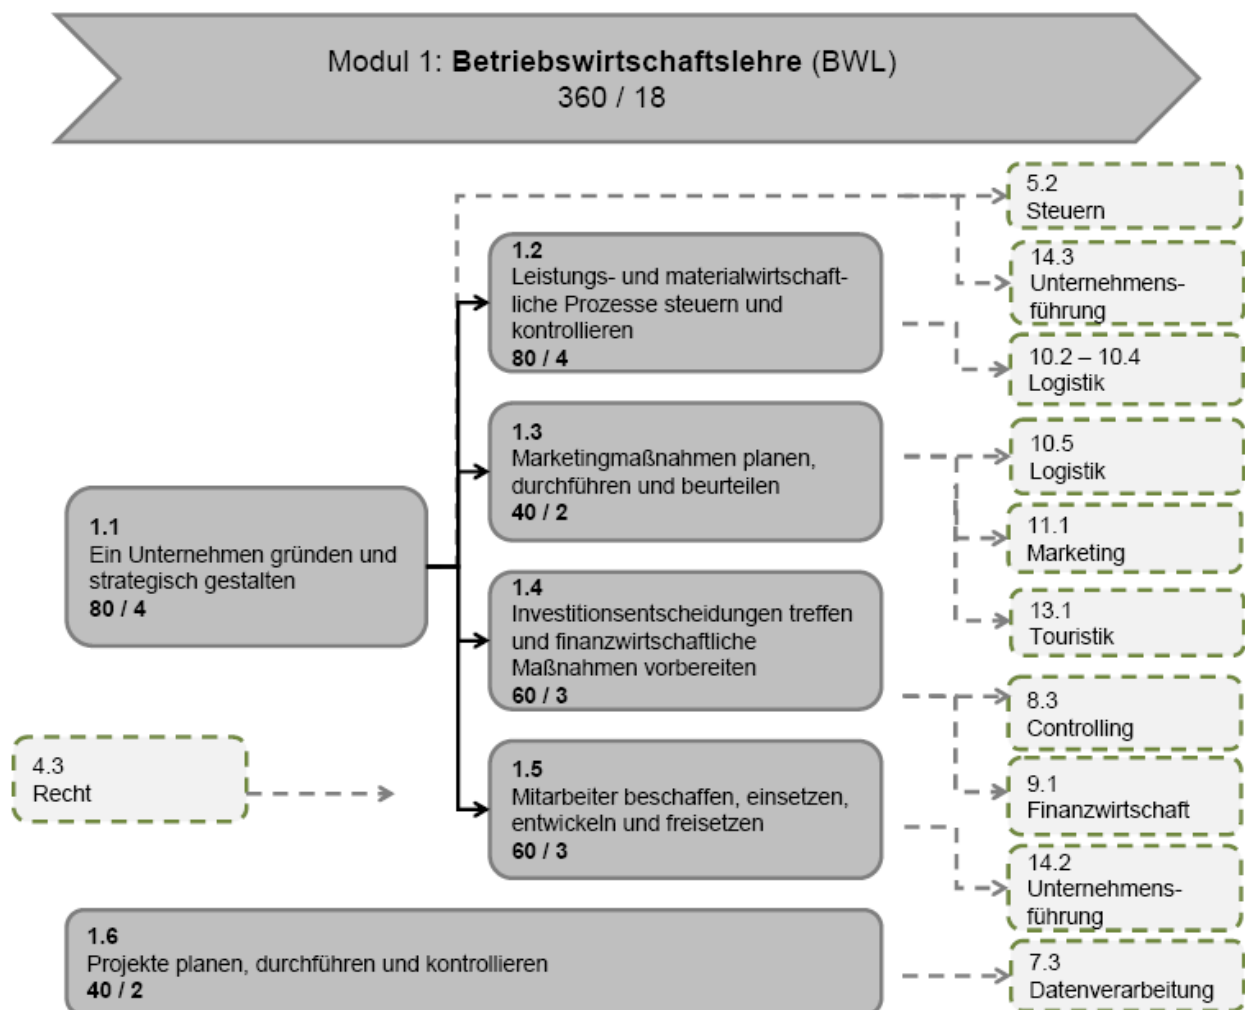 Modul 1: Betriebswirtschaftslehre (BWL)
360 / 18
5.2
Steuern
1.2
Leistungs- und materialwirtschaft-
liche Prozesse steuern und
kontrollieren
80 / 4
14.3
Unternehmens-
führung
10.2 – 10.4
Logistik
1.3
Marketingmaßnahmen planen,
durchführen und beurteilen
40 / 2
10.5
Logistik
11.1
Marketing
1.1
Ein Unternehmen gründen und
strategisch gestalten
80 / 4
1.4
Investitionsentscheidungen treffen
und finanzwirtschaftliche
Maßnahmen vorbereiten
60 / 3
13.1
Touristik
8.3
Controlling
4.3
Recht
1.5
Mitarbeiter beschaffen, einsetzen,
entwickeln und freisetzen
60 / 3
9.1
Finanzwirtschaft
14.2
Unternehmens-
führung
1.6
Projekte planen, durchführen und kontrollieren
40 / 2
7.3
Datenverarbeitung